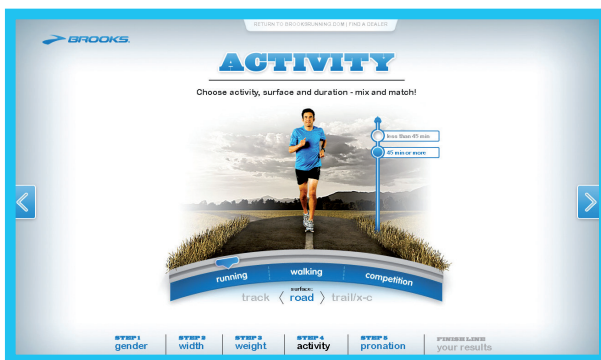 RETURN TO BROOKSRUNNING.COM | FIND A DEALER
BROOKS
ACTIVITY
Choose activity, surface and duration - mix and match!
less than 45 min
45 min or more
running
walking
competition
surface:
track < road > trail/x-c
STEP 1 STEP 2 STEP 3 STEP 4 STEP 5 FINISH LINE
gender width weight activity pronation your results